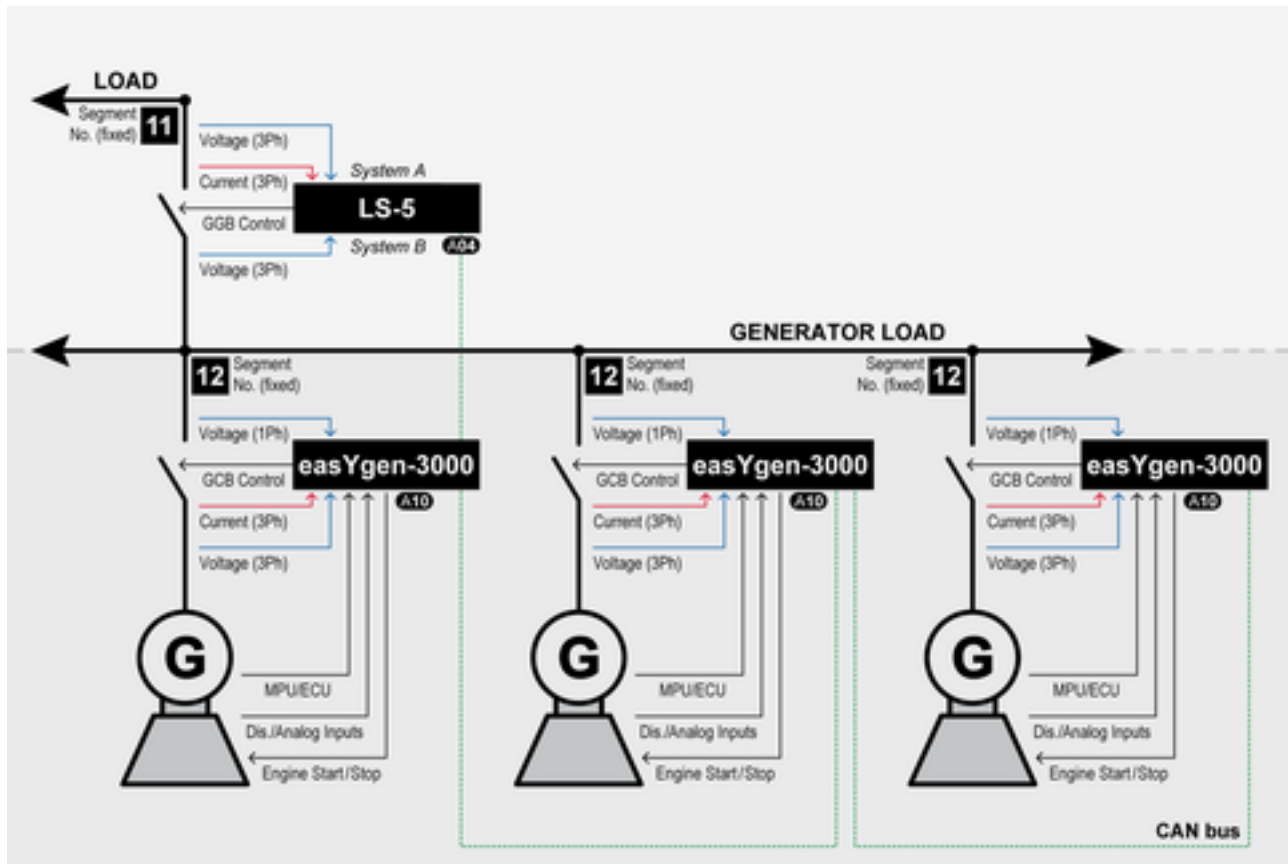 LOAD
Segment
No. (fixed)
11
Voltage (3Ph)
Current (3Ph)
System A
LS-5
GGB Control
System B
A04
Voltage (3Ph)
GENERATOR LOAD
12
Segment
No. (fixed)
12
Segment
No. (fixed)
Segment
No. (fixed)
12
Voltage (1Ph)
easYgen-3000
GCB Control
A10
Current (3Ph)
Voltage (3Ph)
G
MPU/ECU
Dis./Analog Inputs
Engine Start/Stop
Voltage (1Ph)
easYgen-3000
GCB Control
A10
Current (3Ph)
Voltage (3Ph)
G
MPU/ECU
Dis./Analog Inputs
Engine Start/Stop
Voltage (1Ph)
easYgen-3000
GCB Control
A10
Current (3Ph)
Voltage (3Ph)
G
MPU/ECU
Dis./Analog Inputs
Engine Start/Stop
CAN bus